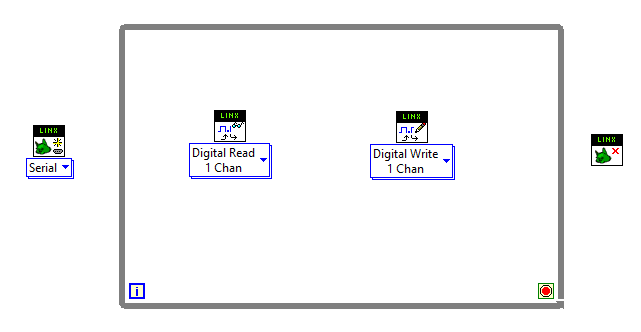 LINX
Serial
LINX
Digital Read
1 Chan
LINX
Digital Write
1 Chan
LINX
i